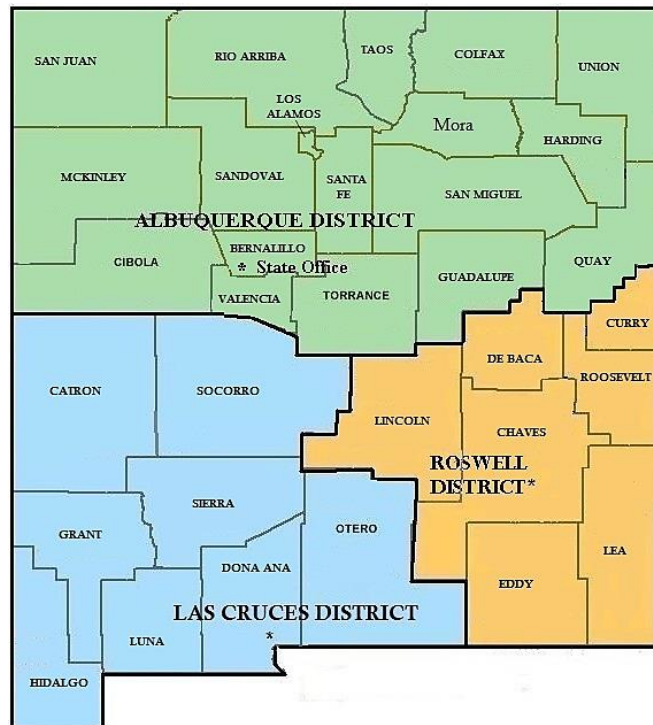 SAN JUAN
RIO ARRIBA
TAOS
COLFAX
UNION
LOS
ALAMOS
Mora
HARDING
MCKINLEY
SANDOVAL
SANTA
FE
SAN MIGUEL
ALBUQUERQUE DISTRICT
BERNALILLO
* State Office
CIBOLA
QUAY
GUADALUPE
VALENCIA
TORRANCE
CURRY
DE BACA
ROOSEVELT
CATRON
SOCORRO
LINCOLN
CHAVES
ROSWELL
DISTRICT*
SIERRA
GRANT
OTERO
LEA
DONA ANA
EDDY
LAS CRUCES DISTRICT
*
LUNA
HIDALGO